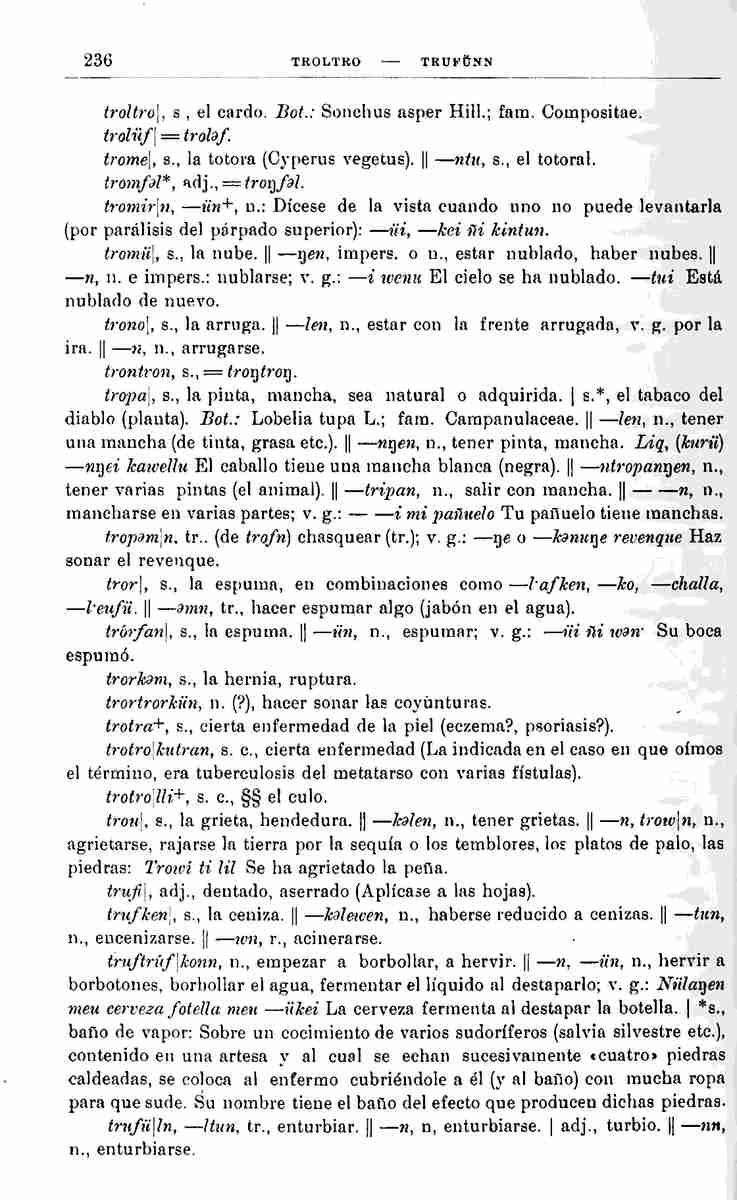 236 TROLTRO — TRUFÜNN
troltro|, s , el cardo. Bot.: Sonchus asper Hill.; fam. Compositae.
trolüf| = troləf.
trome|, s., la totora (Cyperus vegetus). || —ntu, s., el totoral.
tromfəl*, adj., = troŋfəl.
tromir|n, —ün+, n.: Dícese de la vista cuando uno no puede levantarla
(por parálisis del párpado superior): —üi, —kei ñi kintun.
tromü|, s., la nube. || —ŋen, impers. o n., estar nublado, haber nubes. ||
—n, n. e impers.: nublarse; v. g.: —i wenu El cielo se ha nublado. —tui Está
nublado de nuevo.
trono|, s., la arruga. || —len, n., estar con la frente arrugada, v. g. por la
ira. || —n, n., arrugarse.
trontron, s., = troŋtroŋ.
tropa|, s., la pinta, mancha, sea natural o adquirida. | s.*, el tabaco del
diablo (planta). Bot.: Lobelia tupa L.; fam. Campanulaceae. || —len, n., tener
una mancha (de tinta, grasa etc.). || —nŋen, n., tener pinta, mancha. Liq, (kurü)
—nŋei kawellu El caballo tiene una mancha blanca (negra). || —ntropanŋen, n.,
tener varias pintas (el animal). || —tripan, n., salir con mancha. || — —n, n.,
mancharse en varias partes; v. g.: — —i mi pañuelo Tu pañuelo tiene manchas.
tropəm|n, tr.. (de trofn) chasquear (tr.); v. g.: —ŋe o —kənuŋe revenque Haz
sonar el revenque.
tror|, s., la espuma, en combinaciones como —l·afken, —ko, —challa,
—l·eufü. || —əmn, tr., hacer espumar algo (jabón en el agua).
trórfan|, s., la espuma. || —ün, n., espumar; v. g.: —üi ñi wən· Su boca
espumó.
trorkəm, s., la hernia, ruptura.
trortrorkün, n. (?), hacer sonar las coyúnturas.
trotra+, s., cierta enfermedad de la piel (eczema?, psoriasis?).
trotro|kutran, s. c., cierta enfermedad (La indicada en el caso en que oímos
el término, era tuberculosis del metatarso con varias fístulas).
trotro|lli+, s. c., §§ el culo.
trou|, s., la grieta, hendedura. || —kəlen, n., tener grietas. || —n, trow|n, n.,
agrietarse, rajarse la tierra por la sequía o los temblores, los platos de palo, las
piedras: Trowi ti lil Se ha agrietado la peña.
trufi|, adj., dentado, aserrado (Aplícase a las hojas).
trufken|, s., la ceniza. || —kəlewen, n., haberse reducido a cenizas. || —tun,
n., encenizarse. || —wn, r., acinerarse.
truftrúf|konn, n., empezar a borbollar, a hervir. || —n, —ün, n., hervir a
borbotones, borbollar el agua, fermentar el líquido al destaparlo; v. g.: Nülaŋen
meu cerveza fotella meu —ükei La cerveza fermenta al destapar la botella. | *s.,
baño de vapor: Sobre un cocimiento de varios sudoríferos (salvia silvestre etc.),
contenido en una artesa y al cual se echan sucesivamente «cuatro» piedras
caldeadas, se coloca al enfermo cubriéndole a él (y al baño) con mucha ropa
para que sude. Su nombre tiene el baño del efecto que producen dichas piedras.
trufü|ln, —ltun, tr., enturbiar. || —n, n, enturbiarse. | adj., turbio. || —nn,
n., enturbiarse.